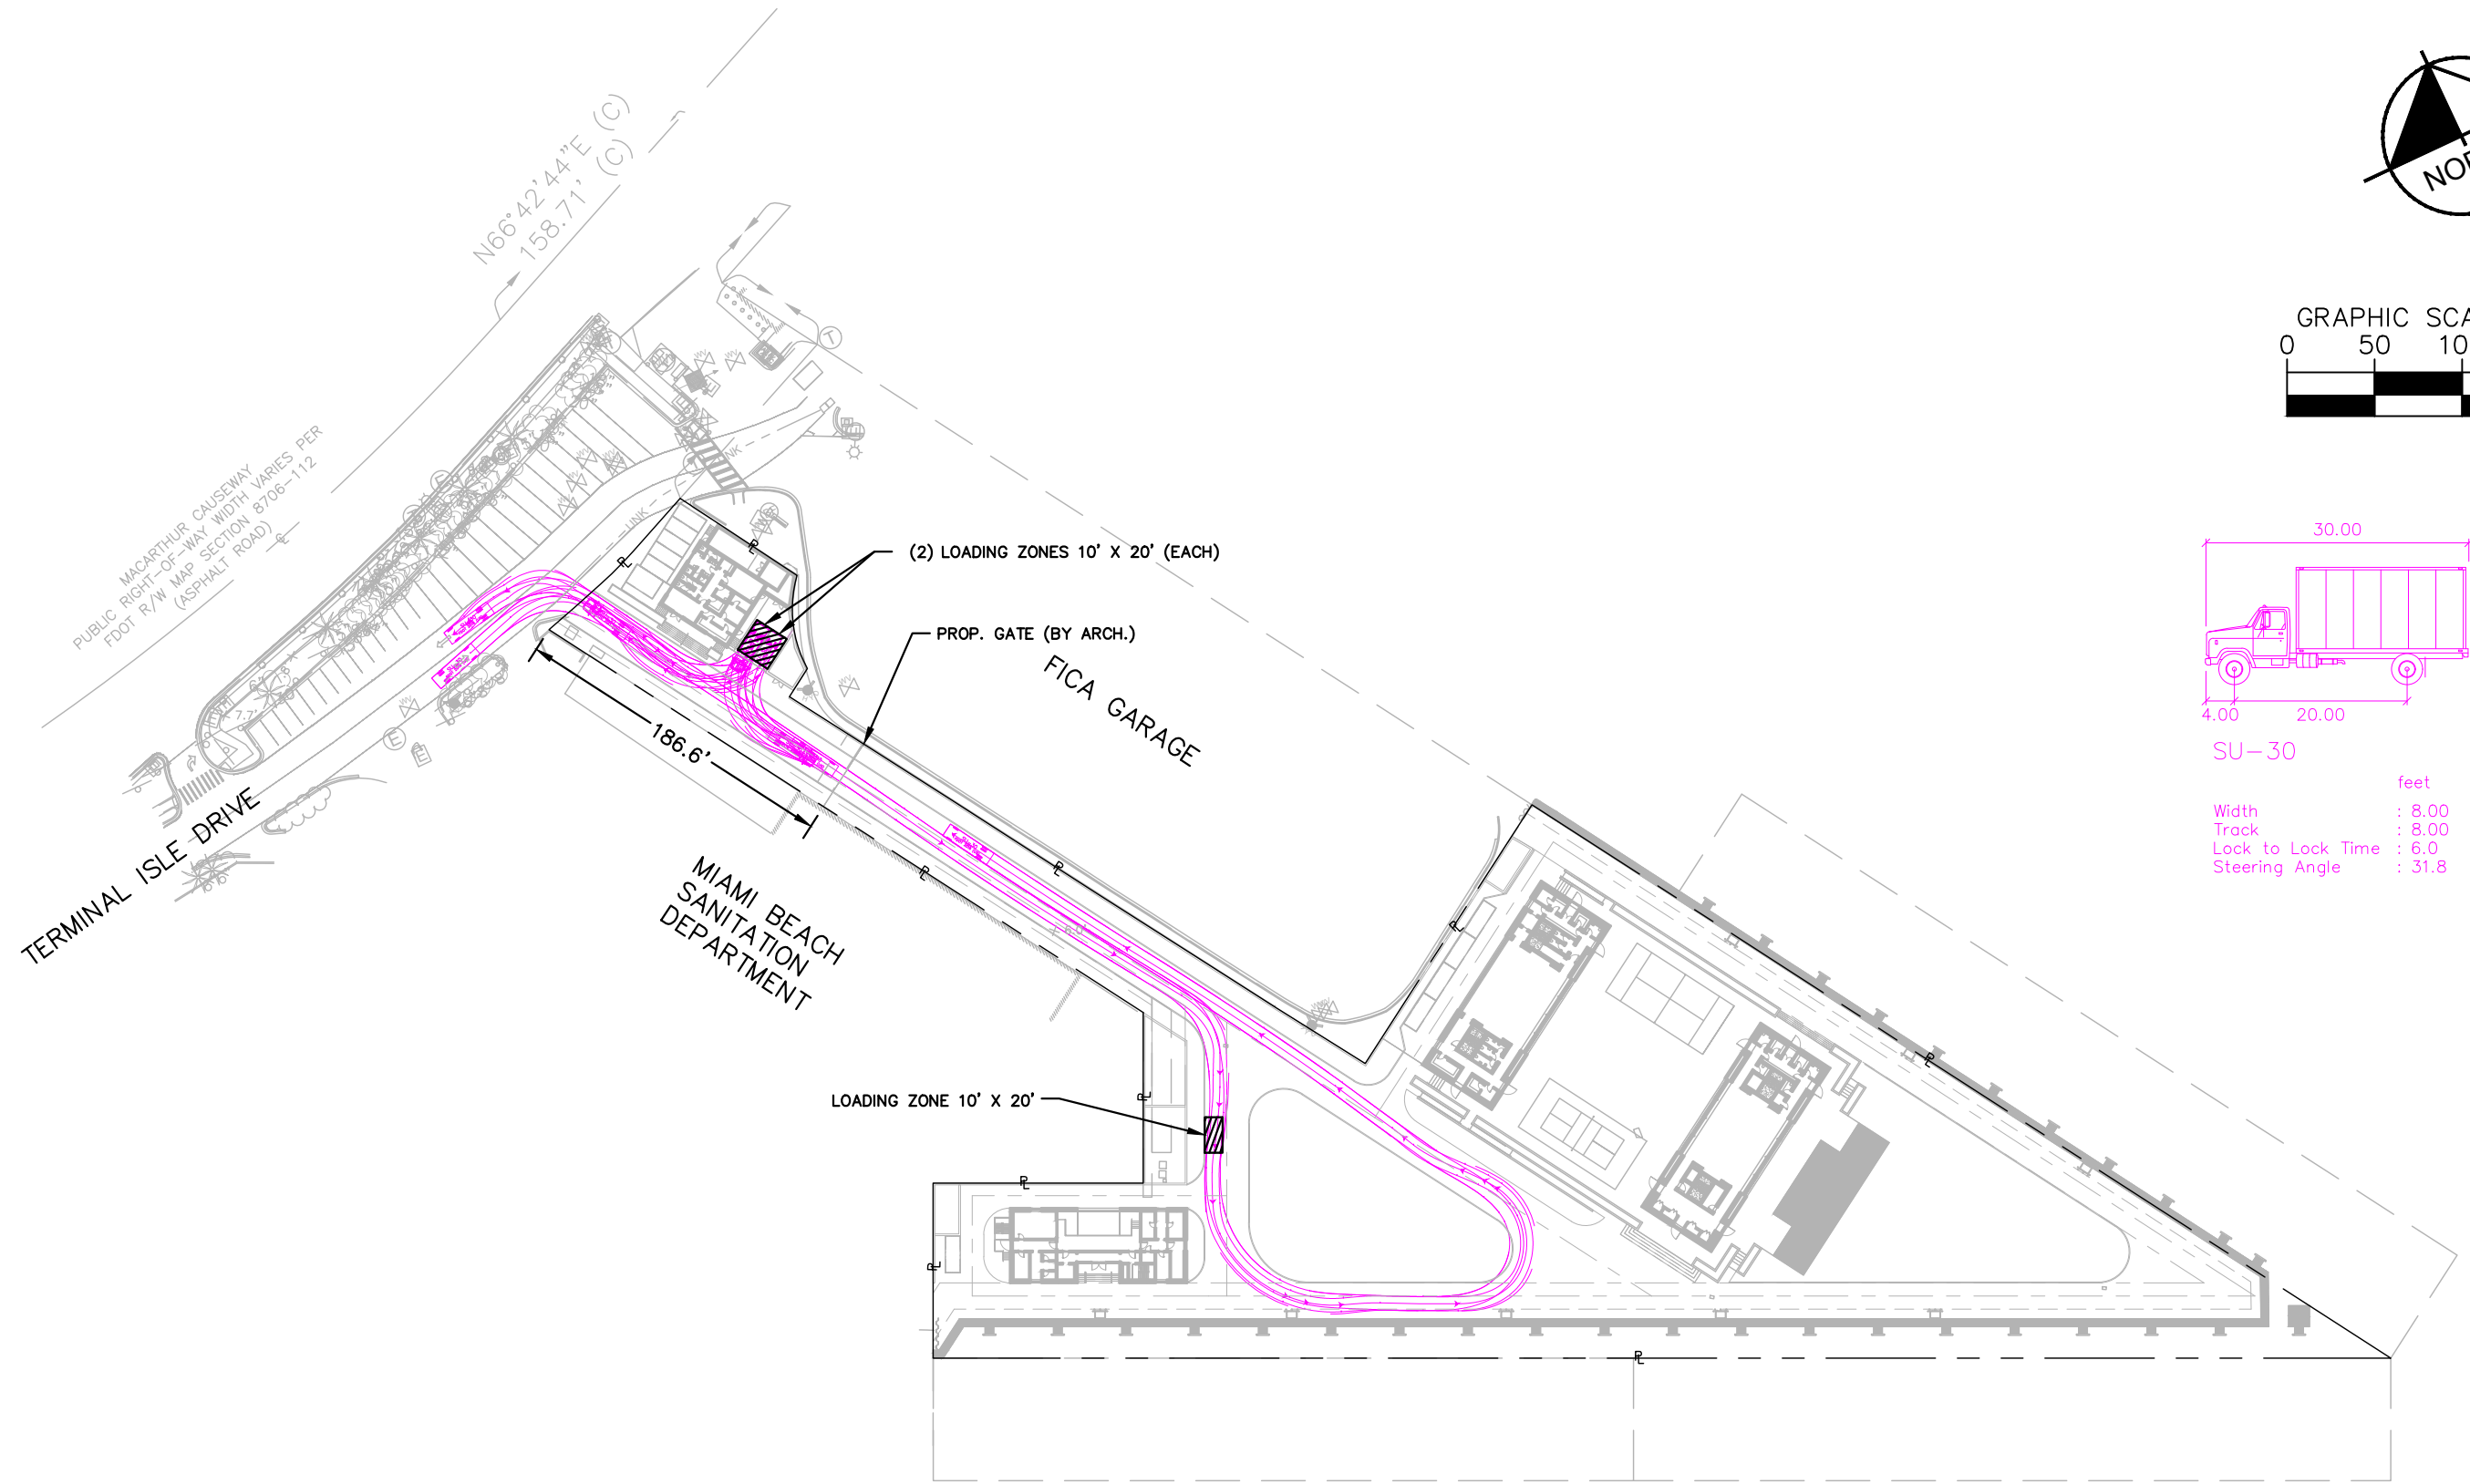 N66°42'44"E (C)
158.71' (C)
MACARTHUR CAUSEWAY
PUBLIC RIGHT-OF-WAY WIDTH VARIES PER
FDOT R/W MAP SECTION 8706-112
(ASPHALT ROAD)
GRAPHIC SCA
0 50 10
30.00
4.00 20.00
SU-30
feet
Width : 8.00
Track : 8.00
Lock to Lock Time : 6.0
Steering Angle : 31.8
(2) LOADING ZONES 10' X 20' (EACH)
PROP. GATE (BY ARCH.)
FICA GARAGE
186.6'
TERMINAL ISLE DRIVE
7.7'
MIAMI BEACH
SANITATION
DEPARTMENT
LOADING ZONE 10' X 20'